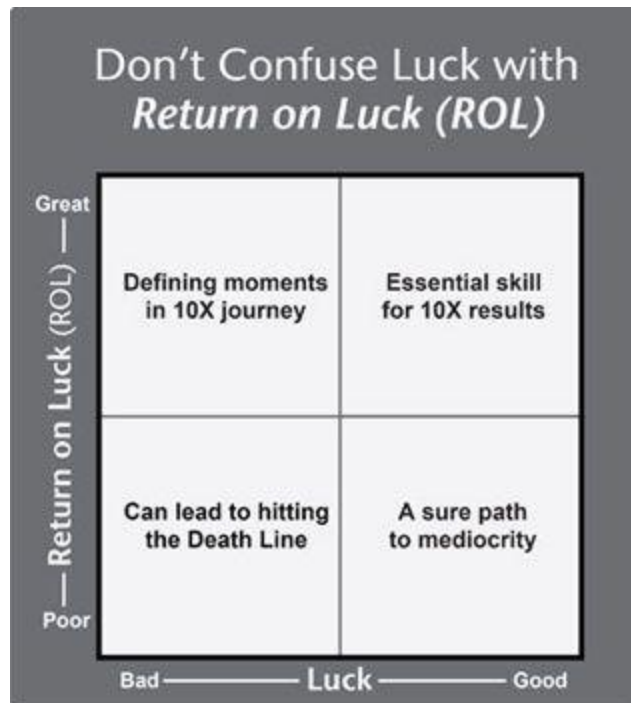 Don't Confuse Luck with
Return on Luck (ROL)
Great
Return on Luck (ROL)
Poor
Defining moments
in 10X journey
Essential skill
for 10X results
Can lead to hitting
the Death Line
A sure path
to mediocrity
Bad
Luck
Good